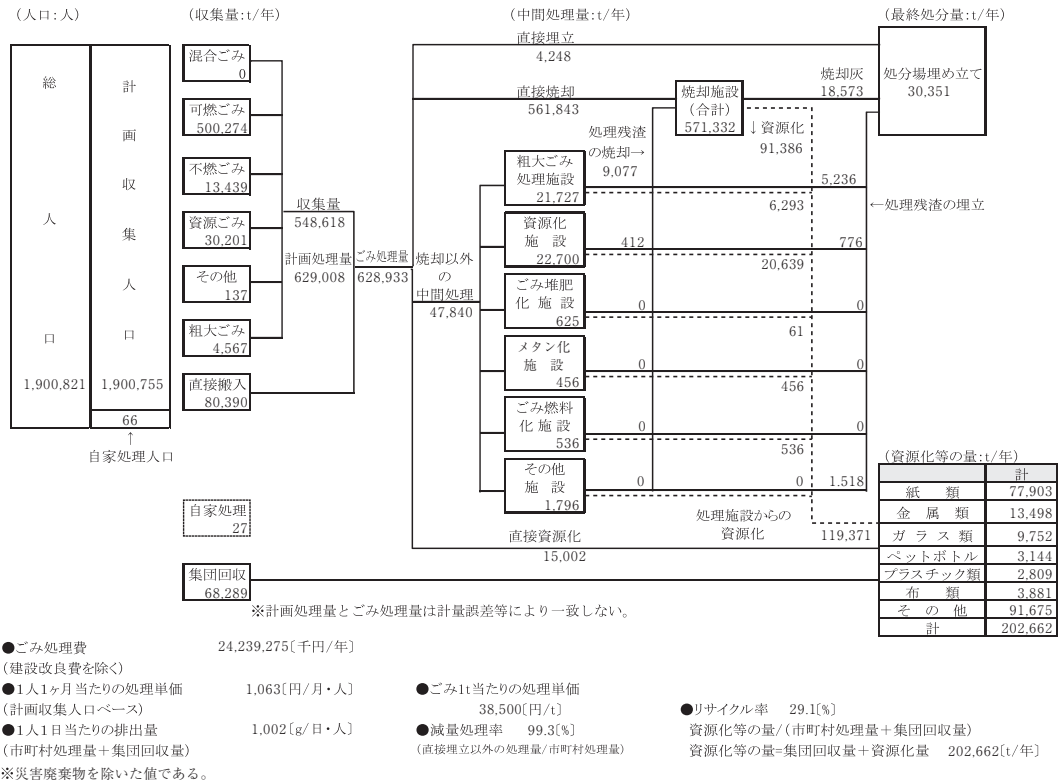 (人口:人)
(収集量:t/年)
(中間処理量:t/年)
(最終処分量:t/年)
総人口
1,900,821
計画収集人口
1,900,755
66
↑
自家処理人口
混合ごみ
0
可燃ごみ
500,274
不燃ごみ
13,439
資源ごみ
30,201
その他
137
粗大ごみ
4,567
直接搬入
80,390
自家処理
27
集団回収
68,289
収集量
548,618
計画処理量
629,008
ごみ処理量
628,933
直接埋立
4,248
直接焼却
561,843
焼却以外
の
中間処理
47,840
焼却施設
(合計)
571,332
焼却灰
18,573
処分場埋め立て
30,351
↓資源化
91,386
処理残渣
の焼却→
9,077
粗大ごみ
処理施設
21,727
5,236
6,293
←処理残渣の埋立
資源化
施 設
22,700
412
776
20,639
ごみ堆肥
化 施 設
625
0
0
61
メタン化
施 設
456
0
0
456
ごみ燃料
化 施 設
536
0
0
536
その他
施 設
1,796
0
0
1.518
処理施設からの
資源化
119,371
直接資源化
15,002
(資源化等の量:t/年)
計
紙 類 77,903
金 属 類 13,498
ガ ラ ス 類 9,752
ペットボトル 3,144
プラスチック類 2,809
布 類 3,881
そ の 他 91,675
計 202,662
※計画処理量とごみ処理量は計量誤差等により一致しない。
●ごみ処理費 24,239,275〔千円/年〕
(建設改良費を除く)
●1人1ヶ月当たりの処理単価 1,063〔円/月・人〕
(計画収集人口ベース)
●1人1日当たりの排出量 1,002〔g/日・人〕
(市町村処理量+集団回収量)
※災害廃棄物を除いた値である。
●ごみ1t当たりの処理単価
38,500〔円/t〕
●減量処理率 99.3〔%〕
(直接埋立以外の処理量/市町村処理量)
●リサイクル率 29.1〔%〕
資源化等の量/(市町村処理量+集団回収量)
資源化等の量=集団回収量+資源化量 202,662〔t/年〕